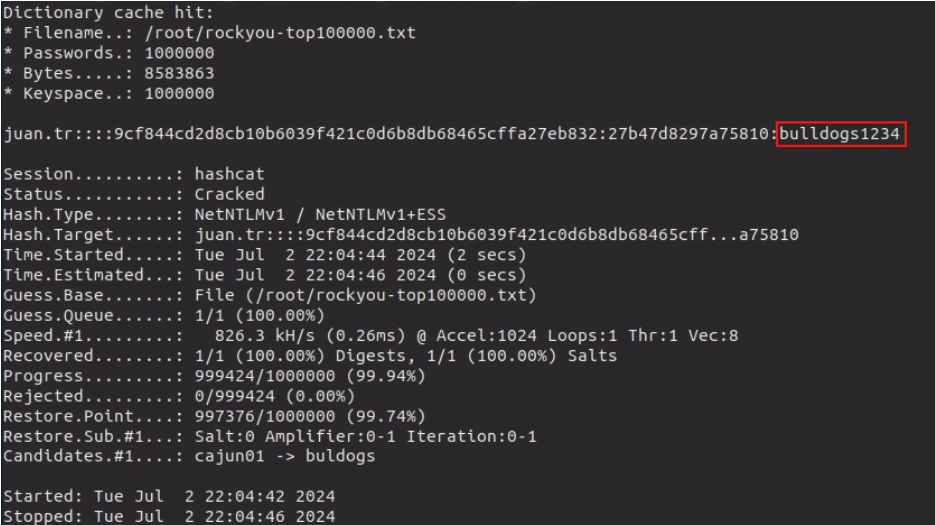 Dictionary cache hit:
* Filename..: /root/rockyou-top100000.txt
* Passwords.: 1000000
* Bytes.....: 8583863
* Keyspace..: 1000000
juan.tr::::9cf844cd2d8cb10b6039f421c0d6b8db68465cffa27eb832:27b47d8297a75810:bulldogs1234
Session..........: hashcat
Status...........: Cracked
Hash.Type........: NetNTLMv1 / NetNTLMv1+ESS
Hash.Target......: juan.tr::::9cf844cd2d8cb10b6039f421c0d6b8db68465cff...a75810
Time.Started.....: Tue Jul  2 22:04:44 2024 (2 secs)
Time.Estimated...: Tue Jul  2 22:04:46 2024 (0 secs)
Guess.Base.......: File (/root/rockyou-top100000.txt)
Guess.Queue......: 1/1 (100.00%)
Speed.#1.........:   826.3 kH/s (0.26ms) @ Accel:1024 Loops:1 Thr:1 Vec:8
Recovered........: 1/1 (100.00%) Digests, 1/1 (100.00%) Salts
Progress.........: 999424/1000000 (99.94%)
Rejected.........: 0/999424 (0.00%)
Restore.Point....: 997376/1000000 (99.74%)
Restore.Sub.#1...: Salt:0 Amplifier:0-1 Iteration:0-1
Candidates.#1....: cajun01 -> buldogs
Started: Tue Jul  2 22:04:42 2024
Stopped: Tue Jul  2 22:04:46 2024